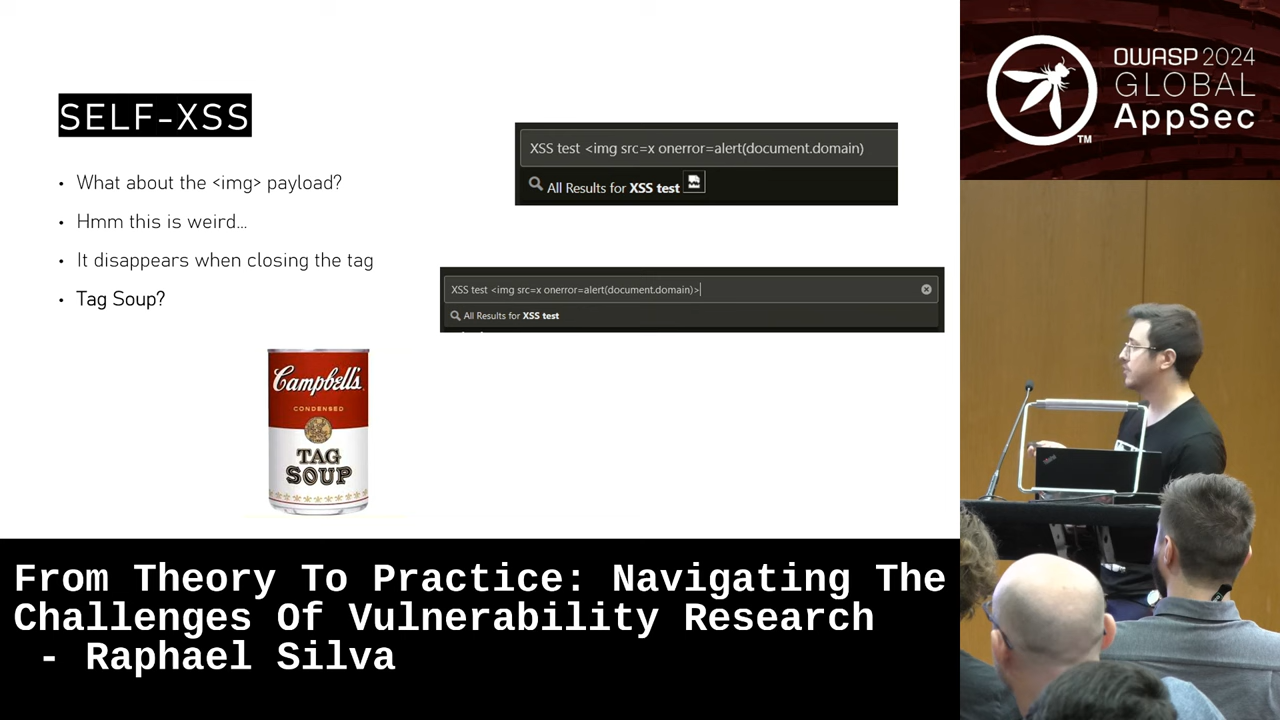 SELF-XSS
• What about the <img> payload?
• Hmm this is weird...
• It disappears when closing the tag
• Tag Soup?
XSS test <img src=x onerror=alert(document.domain)
All Results for XSS test
XSS test <img src=x onerror=alert(document.domain)>
All Results for XSS test
Campbell's
CONDENSED
TAG
SOUP
OWASP 2024
GLOBAL
AppSec
TM
From Theory To Practice: Navigating The
Challenges Of Vulnerability Research
- Raphael Silva